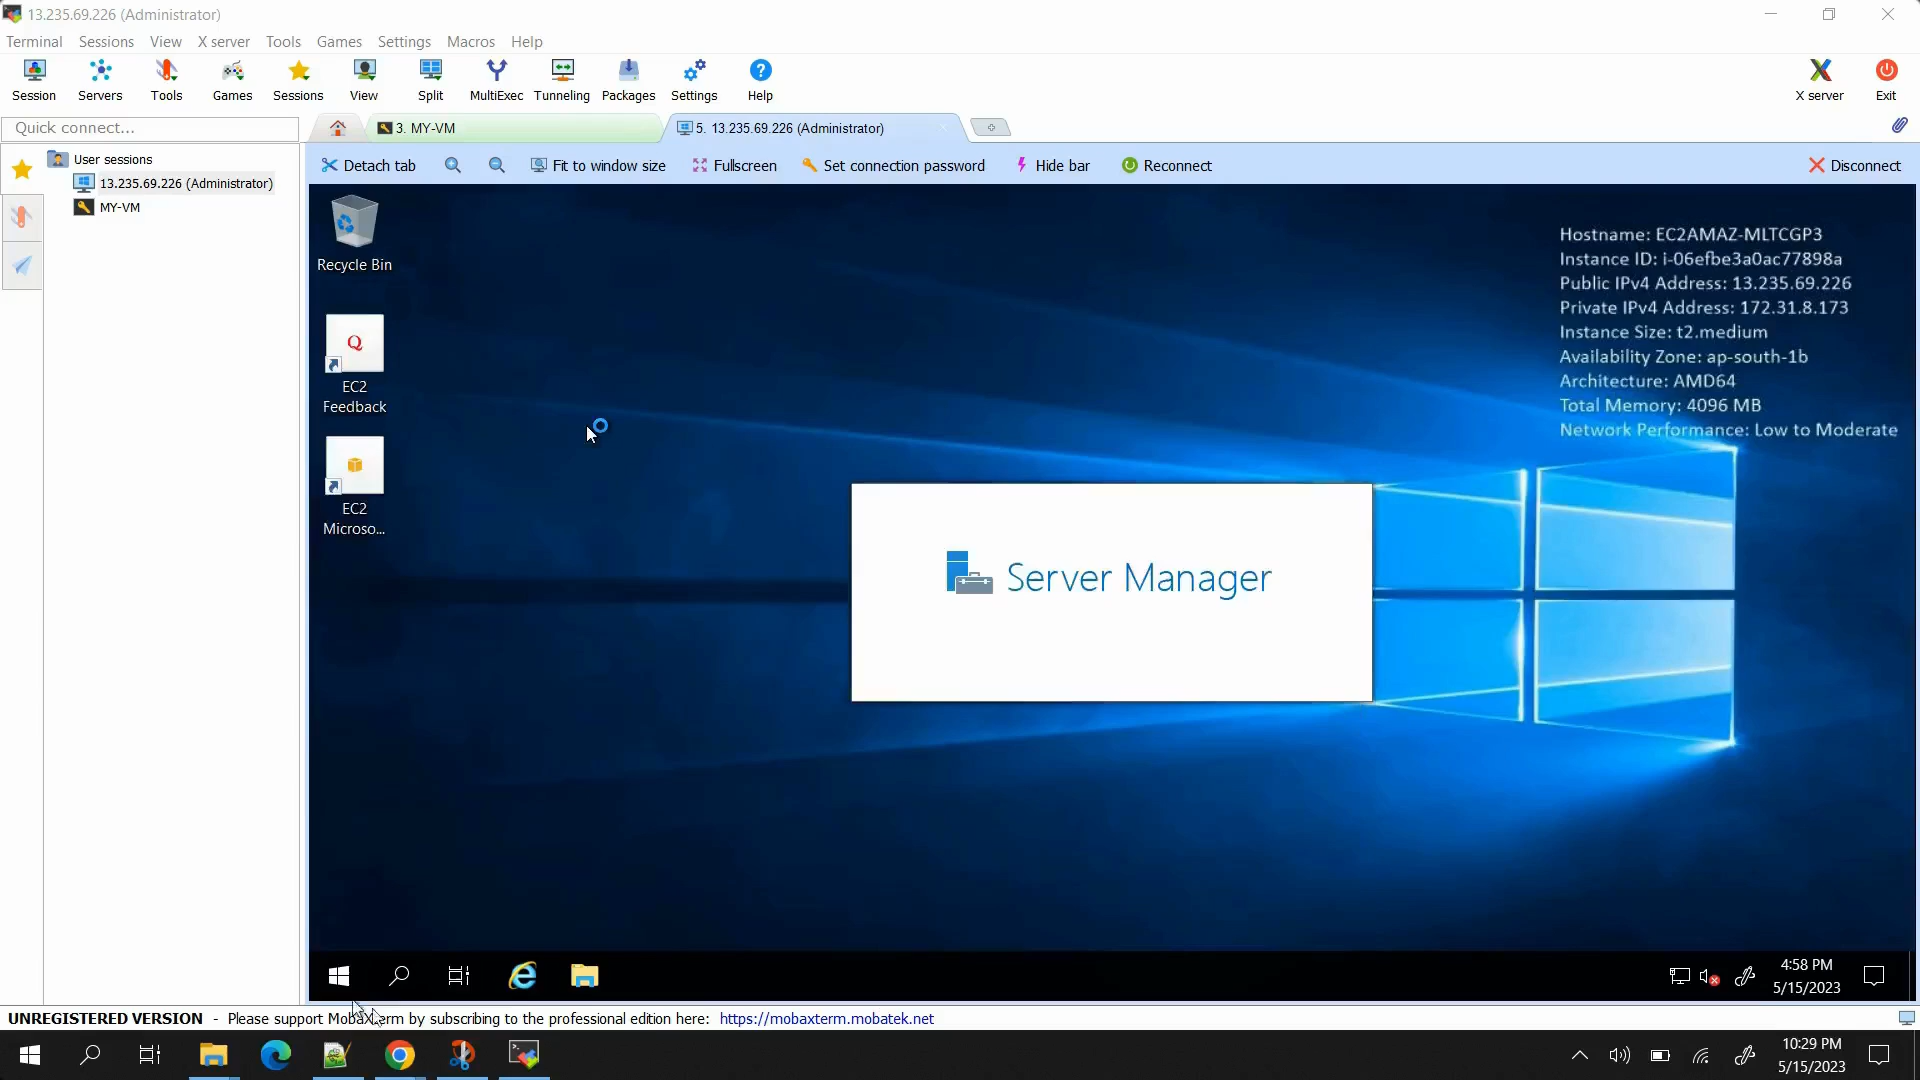 13.235.69.226 (Administrator)
Terminal Sessions View X server Tools Games Settings Macros Help
Session Servers Tools Games Sessions View Split MultiExec Tunneling Packages Settings Help X server Exit
Quick connect...
3. MY-VM
5. 13.235.69.226 (Administrator)
Detach tab Fit to window size Fullscreen Set connection password Hide bar Reconnect Disconnect
User sessions
13.235.69.226 (Administrator)
MY-VM
Recycle Bin
Q
EC2
Feedback
EC2
Microso...
Hostname: EC2AMAZ-MLTCGP3
Instance ID: i-06efbe3a0ac77898a
Public IPv4 Address: 13.235.69.226
Private IPv4 Address: 172.31.8.173
Instance Size: t2.medium
Availability Zone: ap-south-1b
Architecture: AMD64
Total Memory: 4096 MB
Network Performance: Low to Moderate
Server Manager
4:58 PM
5/15/2023
UNREGISTERED VERSION - Please support MobaXterm by subscribing to the professional edition here: https://mobaxterm.mobatek.net
10:29 PM
5/15/2023